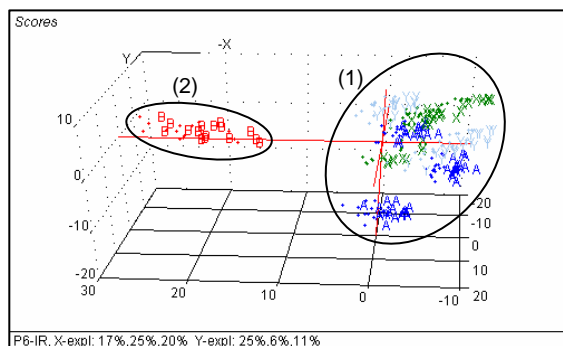 Scores
Y
-X
(2)
(1)
10
0
-10
-20
30
20
10
0
-10
-20
-10
0
10
20
B B B B B B B
A A A A A
X X X
Y Y Y
P6-IR, X-expl: 17%,25%,20% Y-expl: 25%,6%,11%